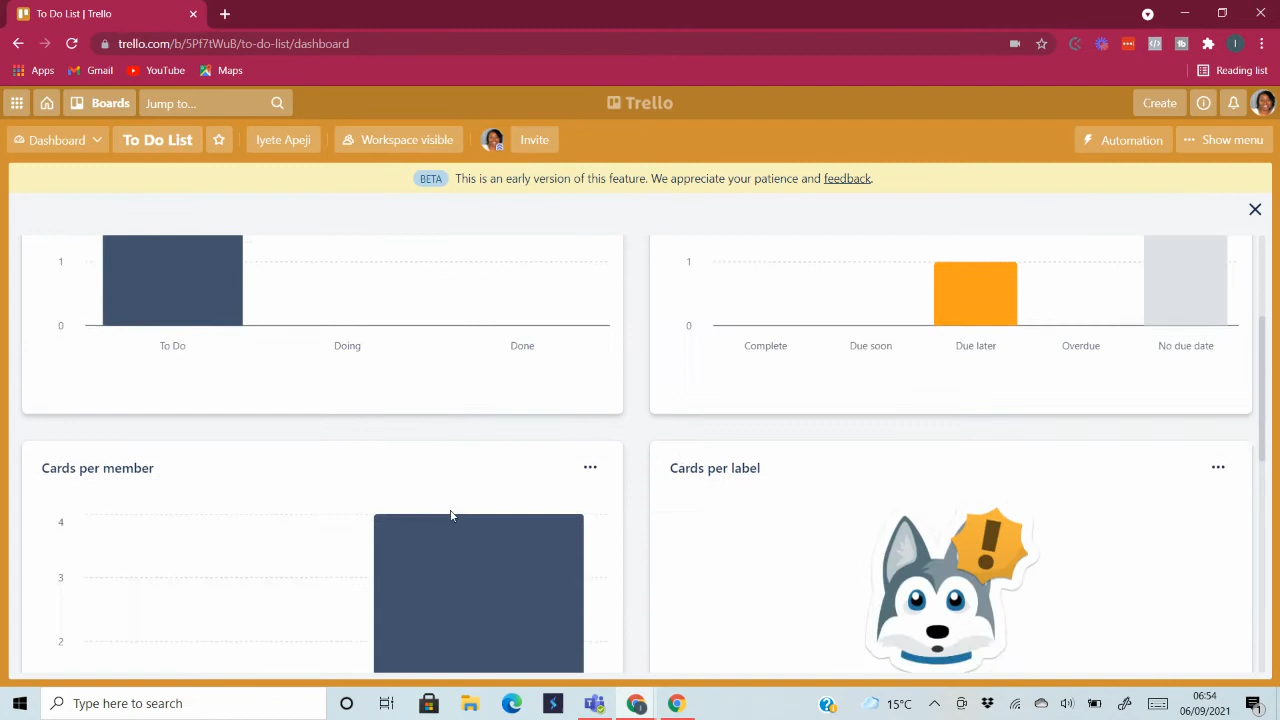 To Do List | Trello
trello.com/b/5Pf7tWuB/to-do-list/dashboard
Apps Gmail YouTube Maps Reading list
Boards Jump to... Trello Create
Dashboard To Do List Iyete Apeji Workspace visible Invite Automation Show menu
BETA This is an early version of this feature. We appreciate your patience and feedback.
1
0
To Do Doing Done
1
0
Complete Due soon Due later Overdue No due date
Cards per member
4
3
2
Cards per label
Type here to search
15°C
06:54
06/09/2021